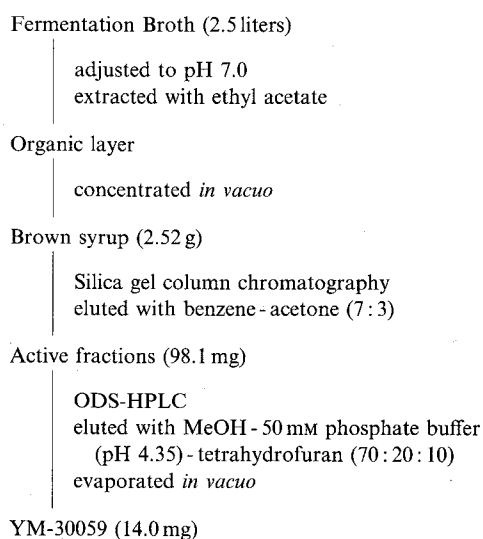 Fermentation Broth (2.5 liters)
adjusted to pH 7.0
extracted with ethyl acetate
Organic layer
concentrated in vacuo
Brown syrup (2.52 g)
Silica gel column chromatography
eluted with benzene - acetone (7 : 3)
Active fractions (98.1 mg)
ODS-HPLC
eluted with MeOH - 50 mM phosphate buffer
(pH 4.35) - tetrahydrofuran (70 : 20 : 10)
evaporated in vacuo
YM-30059 (14.0 mg)